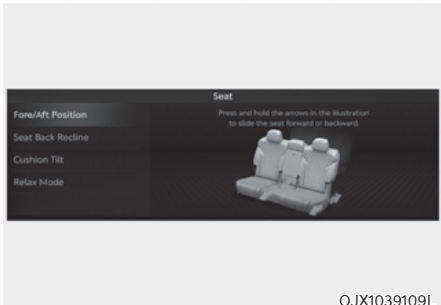 Seat
Fore/Aft Position
Press and hold the arrows in the illustration
to slide the seat forward or backward.
Seat Back Recline
Cushion Tilt
Relax Mode
OJX1039109L